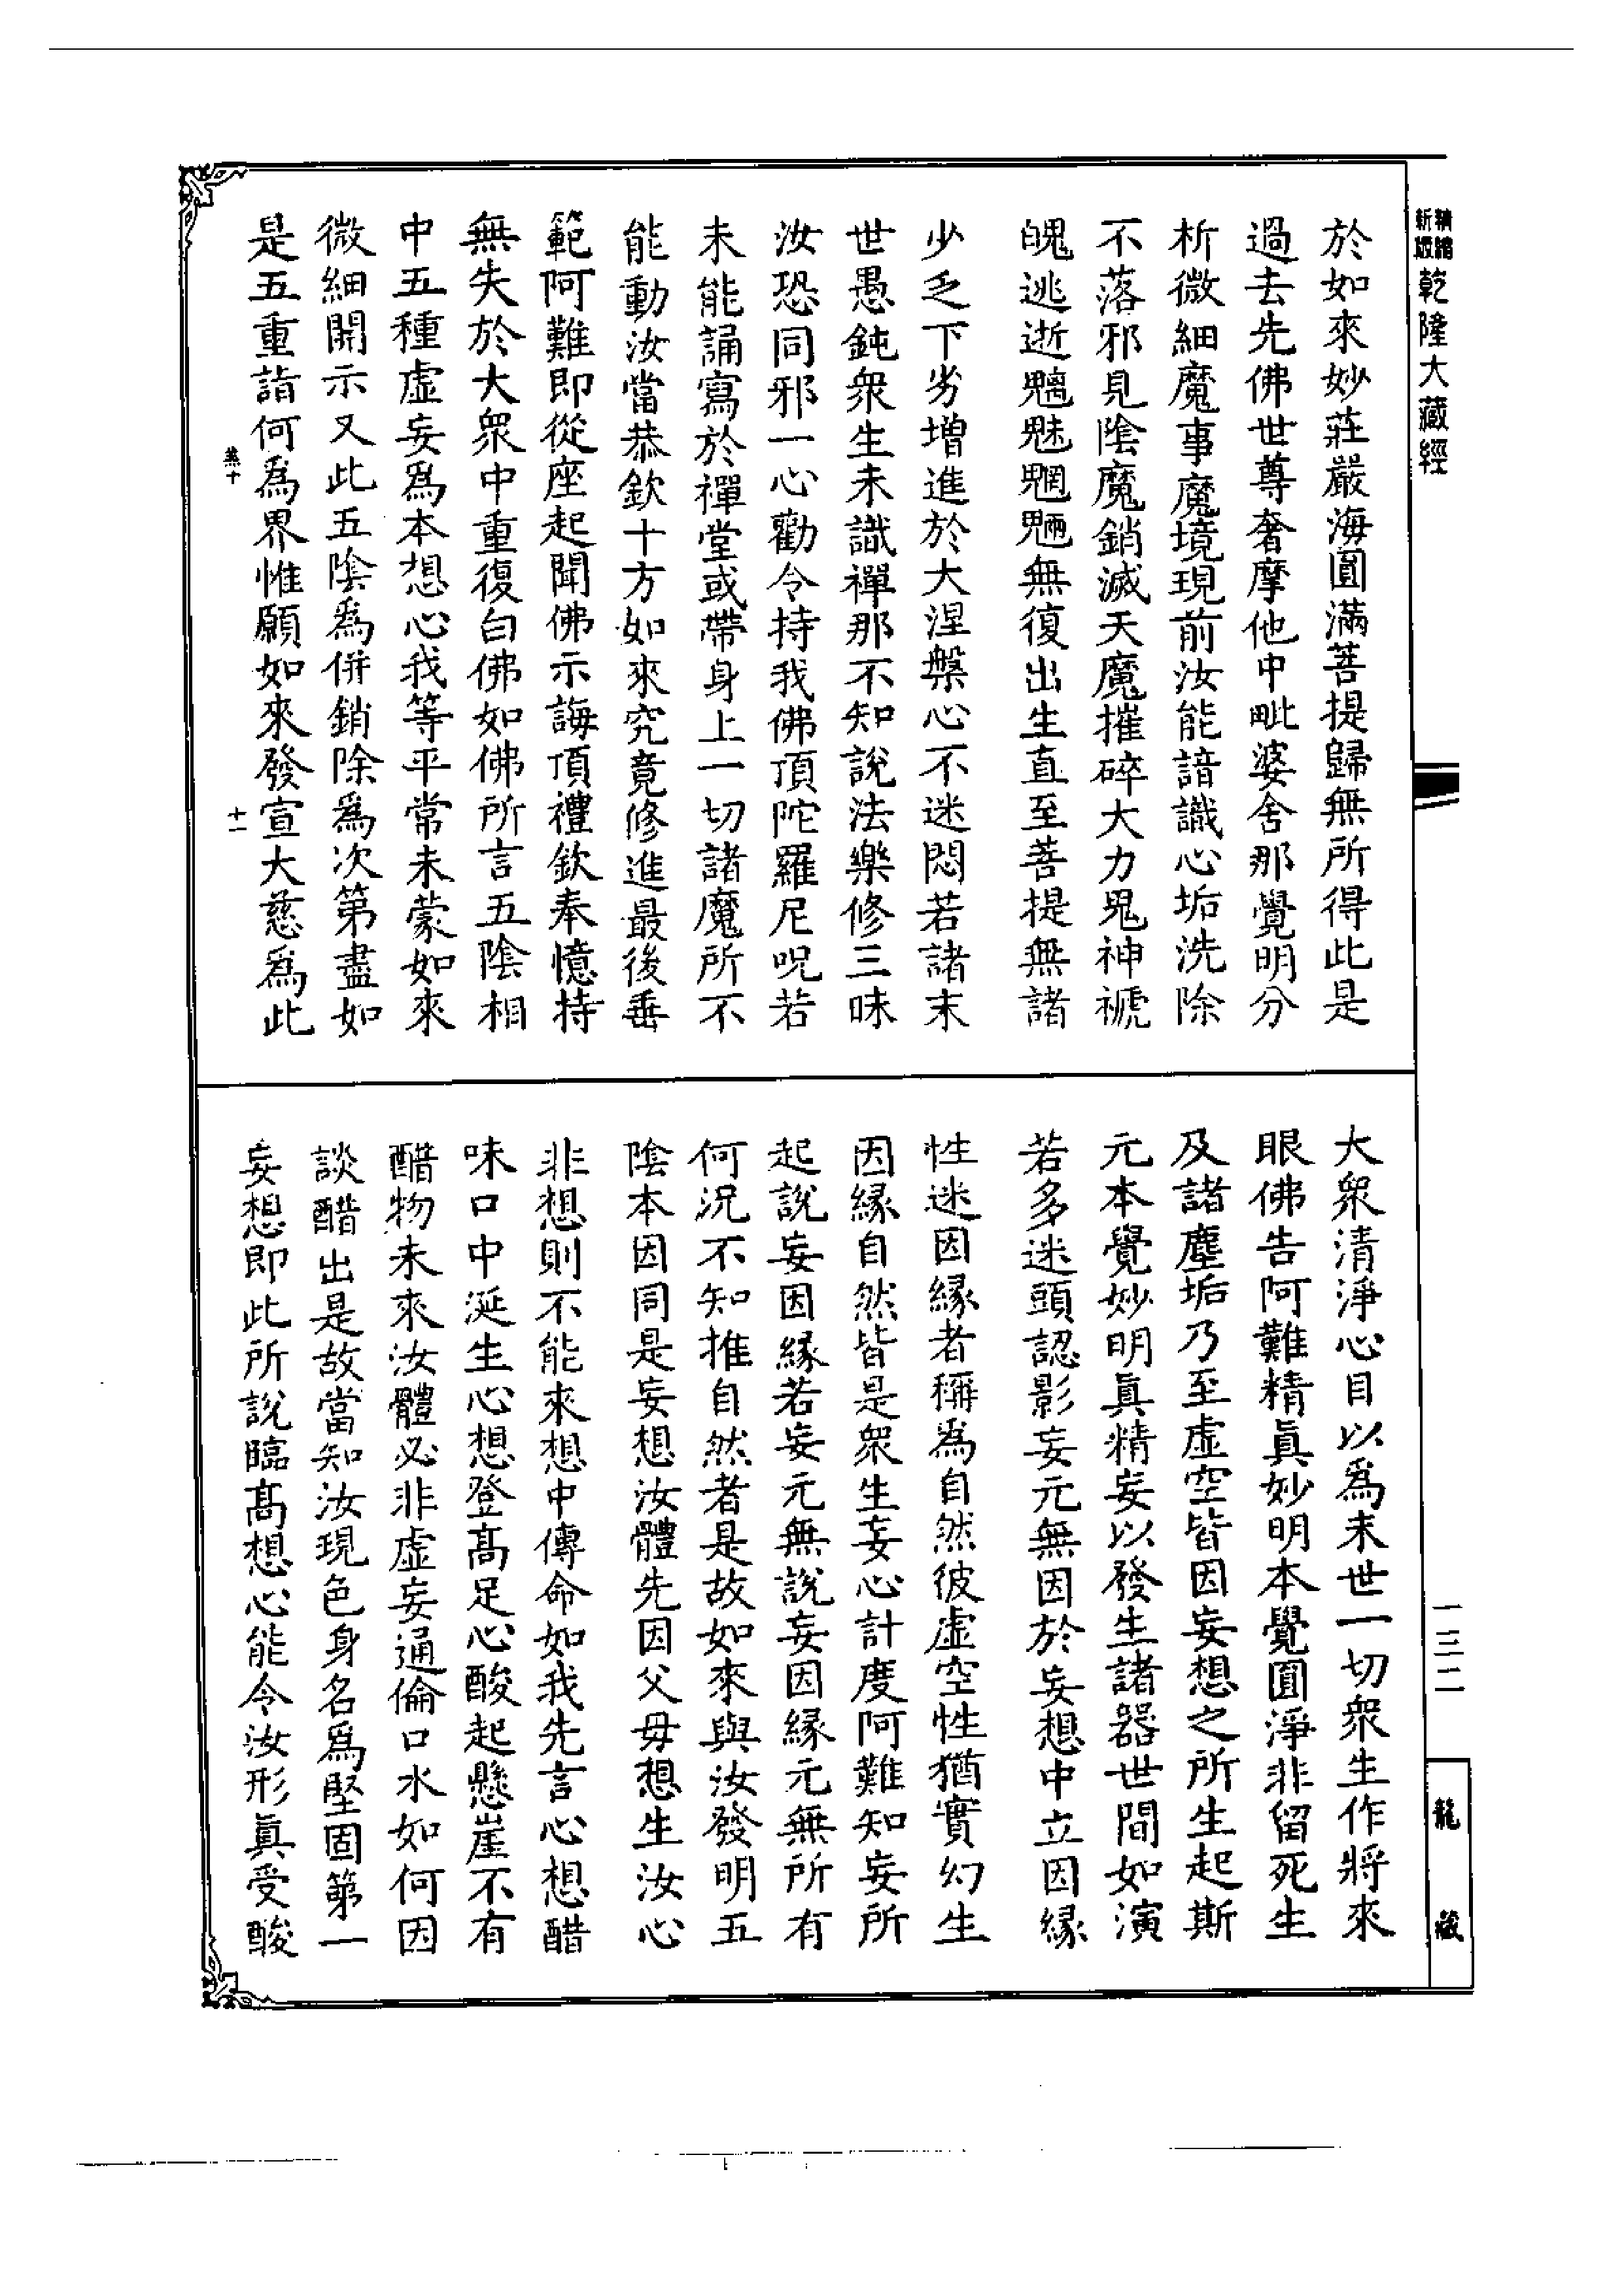 精縮新版乾隆大藏經
於如來妙莊嚴海圓滿菩提歸無所得此是
過去先佛世尊奢摩他中毗婆舍那覺明分
析微細魔事魔境現前汝能諳識心垢洗除
不落邪見陰魔銷滅天魔摧碎大力鬼神褫
魄逃逝魑魅魍魎無復出生直至菩提無諸
少乏下劣增進於大涅槃心不迷悶若諸末
世愚鈍衆生未識禪那不知說法樂修三昧
汝恐同邪一心勸令持我佛頂陀羅尼呪若
未能誦寫於禪堂或帶身上一切諸魔所不
能動汝當恭欽十方如來究竟修進最後垂
範阿難即從座起聞佛示誨頂禮欽奉憶持
無失於大衆中重復白佛如佛所言五陰相
中五種虛妄爲本想心我等平常未蒙如來
微細開示又此五陰爲併銷除爲次第盡如
是五重詣何爲界惟願如來發宣大慈爲此
十一
大衆清淨心目以爲末世一切衆生作將來
眼佛告阿難精眞妙明本覺圓淨非留死生
及諸塵垢乃至虛空皆因妄想之所生起斯
元本覺妙明眞精妄以發生諸器世間如演
若多迷頭認影妄元無因於妄想中立因緣
性迷因緣者稱爲自然彼虛空性猶實幻生
因緣自然皆是衆生妄心計度阿難知妄所
起說妄因緣若妄元無說妄因緣元無所有
何況不知推自然者是故如來與汝發明五
陰本因同是妄想汝體先因父母想生汝心
非想則不能來想中傳命如我先言心想醋
味口中涎生心想登高足心酸起懸崖不有
醋物未來汝體必非虛妄通倫口水如何因
談醋出是故當知汝現色身名爲堅固第一
妄想即此所說臨高想心能令汝形眞受酸
一三二
龍藏